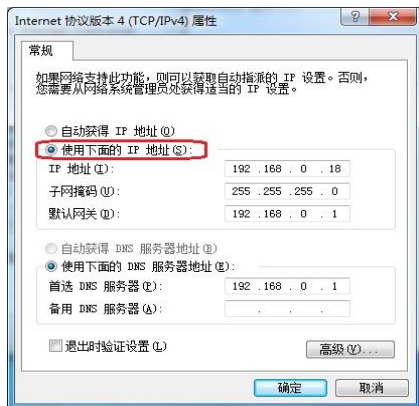 Internet 协议版本 4 (TCP/IPv4) 属性
常规
如果网络支持此功能，则可以获取自动指派的 IP 设置。否则，
您需要从网络系统管理员处获得适当的 IP 设置。
自动获得 IP 地址(O)
使用下面的 IP 地址(S):
IP 地址(I): 192 . 168 . 0 . 18
子网掩码(U): 255 . 255 . 255 . 0
默认网关(D): 192 . 168 . 0 . 1
自动获得 DNS 服务器地址(B)
使用下面的 DNS 服务器地址(E):
首选 DNS 服务器(P): 192 . 168 . 0 . 1
备用 DNS 服务器(A): . . .
退出时验证设置(L)
高级(V)...
确定 取消